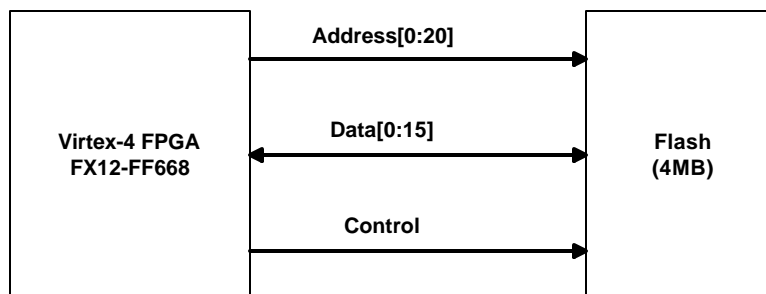 Address[0:20]
Virtex-4 FPGA
FX12-FF668
Data[0:15]
Flash
(4MB)
Control